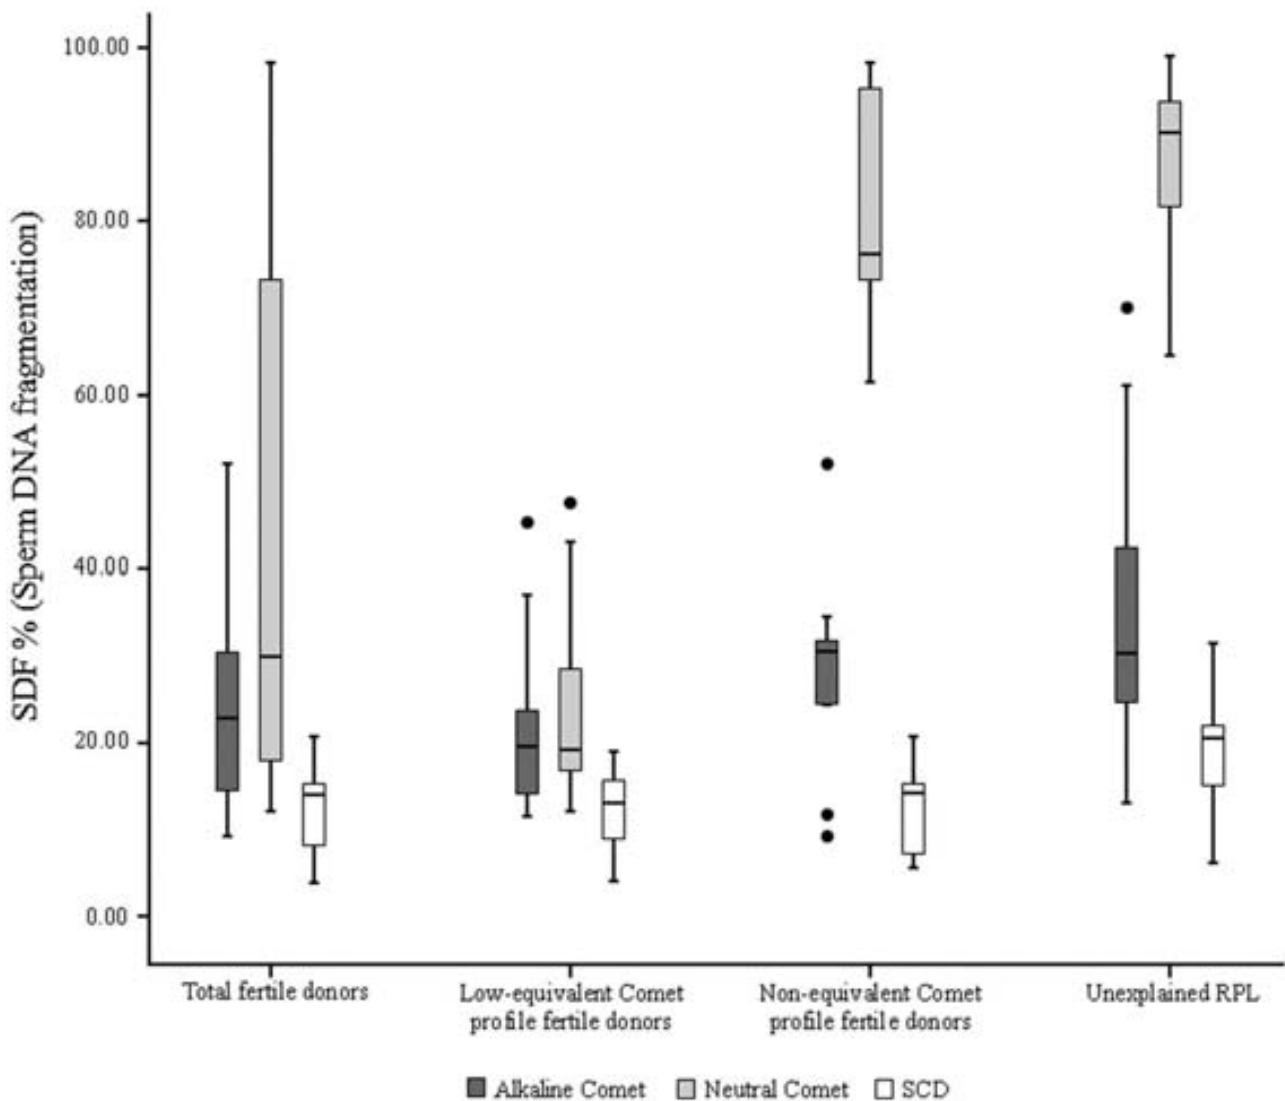 SDF % (Sperm DNA fragmentation)
100.00
80.00
60.00
40.00
20.00
0.00
Total fertile donors
Low-equivalent Comet
profile fertile donors
Non-equivalent Comet
profile fertile donors
Unexplained RPL
Alkaline Comet
Neutral Comet
SCD